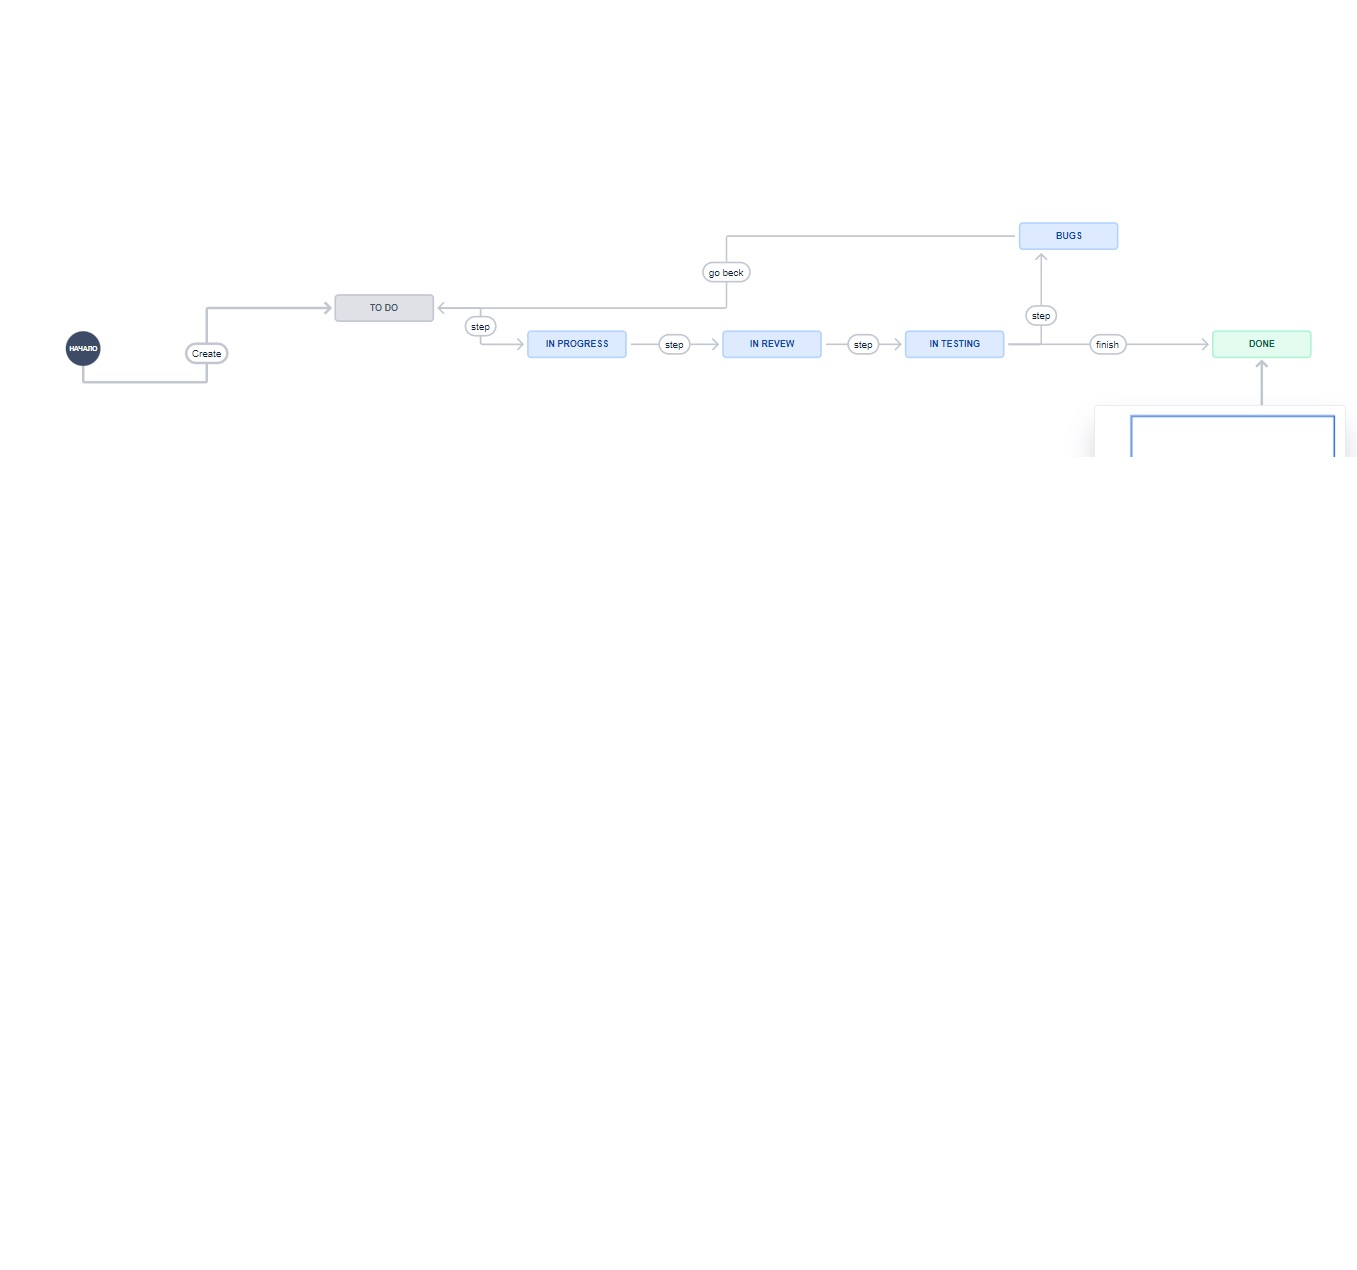 BUGS
go beck
TO DO
step
step
НАЧАЛО
Create
IN PROGRESS
step
IN REVEW
step
IN TESTING
finish
DONE